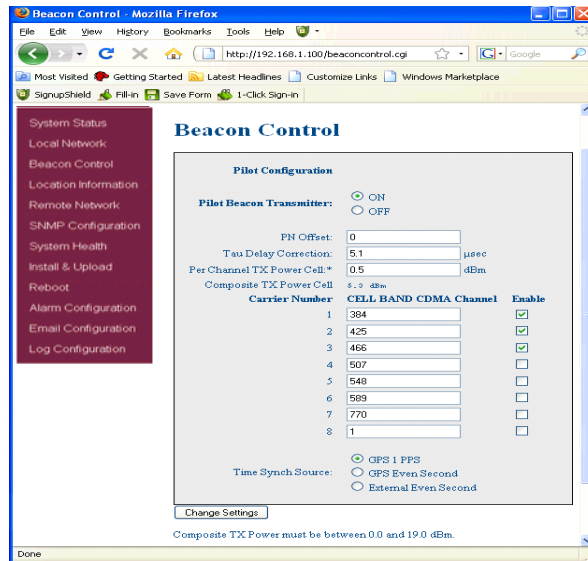 Beacon Control - Mozilla Firefox
File Edit View History Bookmarks Tools Help
http://192.168.1.100/beaconcontrol.cgi G Google
Most Visited Getting Started Latest Headlines Customize Links Windows Marketplace
SignupShield Fill-in Save Form 1-Click Sign-in
System Status
Local Network
Beacon Control
Location Information
Remote Network
SNMP Configuration
System Health
Install & Upload
Reboot
Alarm Configuration
Email Configuration
Log Configuration
Beacon Control
Pilot Configuration
Pilot Beacon Transmitter: ON
OFF
PN Offset: 0
Tau Delay Correction: 5.1 μsec
Per Channel TX Power Cell:* 0.5 dBm
Composite TX Power Cell dBm
Carrier Number CELL BAND CDMA Channel Enable
1 384
2 425
3 466
4 507
5 548
6 589
7 770
8 1
Time Synch Source: GPS 1 PPS
GPS Even Second
External Even Second
Change Settings
Composite TX Power must be between 0.0 and 19.0 dBm.
Done